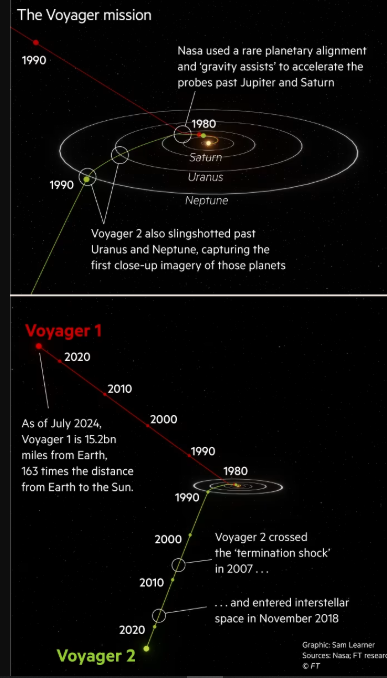 The Voyager mission
1990
Nasa used a rare planetary alignment
and ‘gravity assists’ to accelerate the
probes past Jupiter and Saturn
1980
Saturn
Uranus
Neptune
1990
Voyager 2 also slingshotted past
Uranus and Neptune, capturing the
first close-up imagery of those planets
Voyager 1
2020
2010
2000
1990
1980
As of July 2024,
Voyager 1 is 15.2bn
miles from Earth,
163 times the distance
from Earth to the Sun.
1990
2000
2010
2020
Voyager 2 crossed
the ‘termination shock’
in 2007 . . .
. . . and entered interstellar
space in November 2018
Voyager 2
Graphic: Sam Learner
Sources: Nasa; FT
© FT